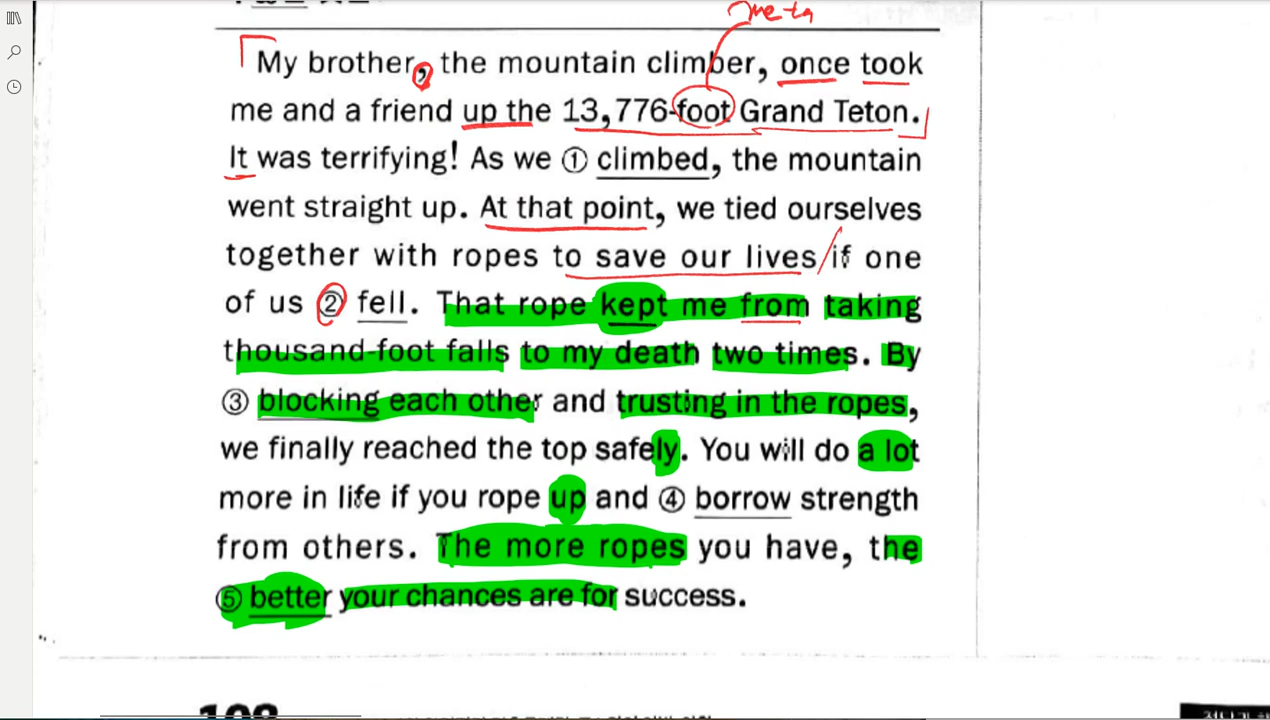 me ta
My brother, the mountain climber, once took
me and a friend up the 13,776-foot Grand Teton.
It was terrifying! As we ① climbed, the mountain
went straight up. At that point, we tied ourselves
together with ropes to save our lives / if one
of us ② fell. That rope kept me from taking
thousand-foot falls to my death two times. By
③ blocking each other and trusting in the ropes,
we finally reached the top safely. You will do a lot
more in life if you rope up and ④ borrow strength
from others. The more ropes you have, the
⑤ better your chances are for success.